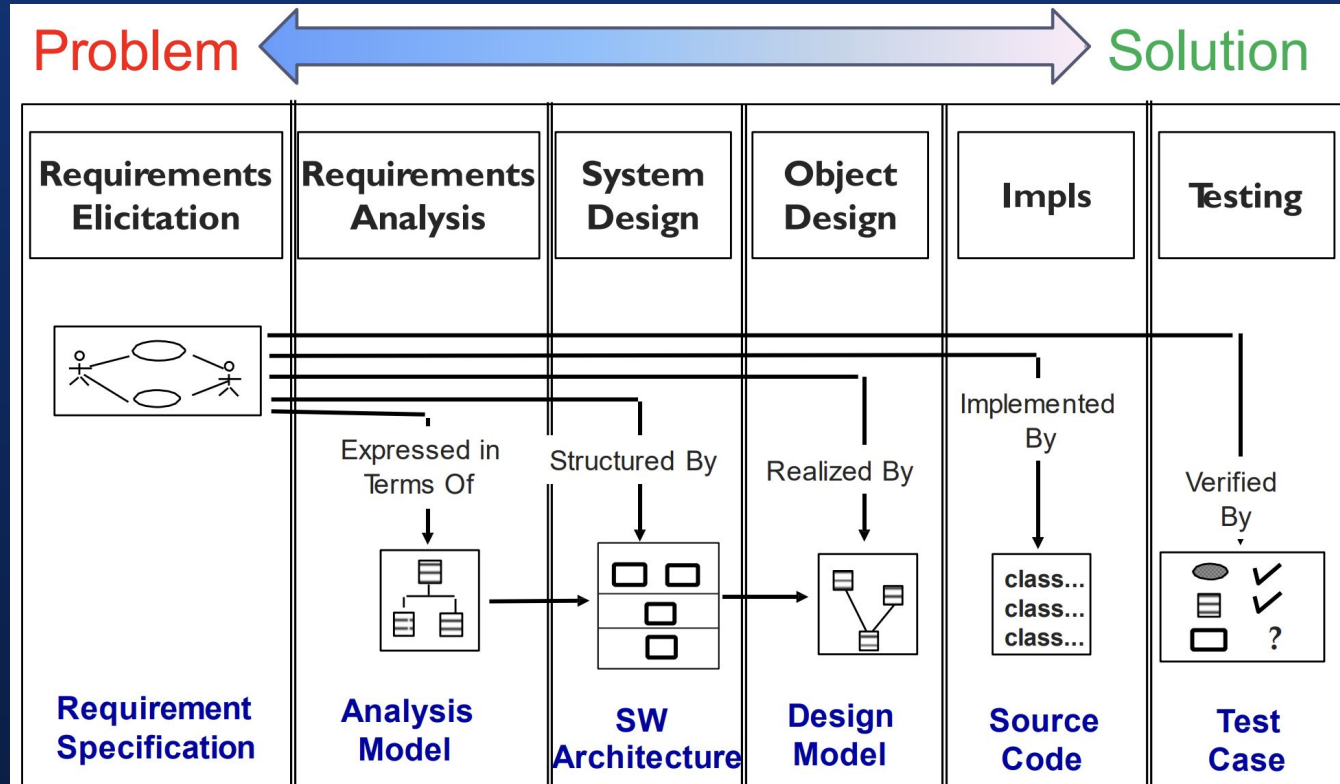 Problem
Solution
Requirements
Elicitation
Requirements
Analysis
System
Design
Object
Design
Impls
Testing
Expressed in
Terms Of
Structured By
Realized By
Implemented
By
Verified
By
class...
class...
class...
?
Requirement
Specification
Analysis
Model
SW
Architecture
Design
Model
Source
Code
Test
Case